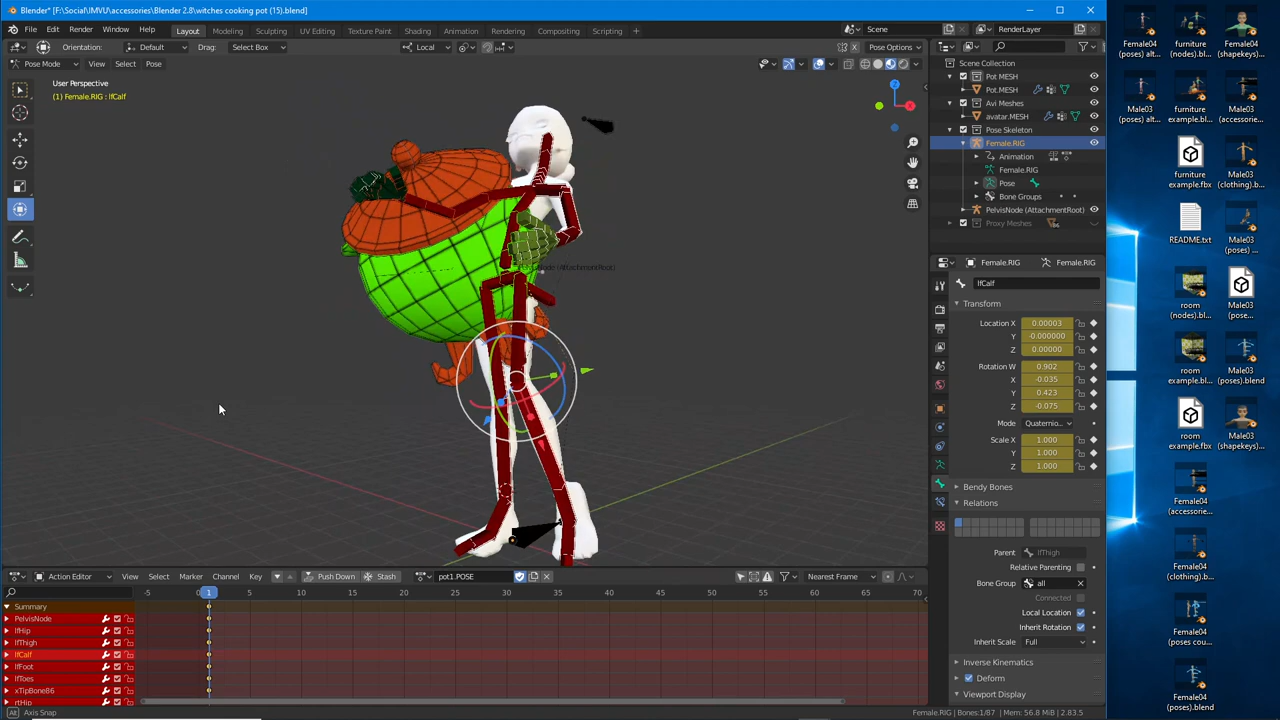 Blender* [F:\Social\IMVU\accessories\Blender 2.8\witches cooking pot (15).blend]
File Edit Render Window Help Layout Modeling Sculpting UV Editing Texture Paint Shading Animation Rendering Compositing Scripting + Scene RenderLayer
Orientation: Default Drag: Select Box Local Pose Options
Pose Mode View Select Pose
User Perspective
(1) Female.RIG : lfCalf
Scene Collection
Pot MESH
Pot.MESH
Avi Meshes
avatar.MESH
Pose Skeleton
Female.RIG
Animation
Female.RIG
Pose
Bone Groups
PelvisNode (AttachmentRoot)
Proxy Meshes
Female.RIG Female.RIG
lfCalf
Transform
Location X 0.00003
Y -0.000000
Z 0.00000
Rotation W 0.902
X -0.035
Y 0.423
Z -0.075
Mode Quaternio...
Scale X 1.000
Y 1.000
Z 1.000
Bendy Bones
Relations
Parent lfThigh
Relative Parenting
Bone Group all
Connected
Local Location
Inherit Rotation
Inherit Scale Full
Inverse Kinematics
Deform
Viewport Display
Action Editor View Select Marker Channel Key Push Down Stash pot1.POSE Nearest Frame
-5 0 1 5 10 15 20 25 30 35 40 45 50 55 60 65 70
Summary
PelvisNode
lfHip
lfThigh
lfCalf
lfFoot
lfToes
xTipBone86
rtHip
Axis Snap
Female.RIG | Bones:1/87 | Mem: 56.8 MiB | 2.83.5
Female04 (poses) alt...
furniture (nodes).bl...
Female04 (shapekeys)...
Male03 (poses) alt...
furniture example.bl...
Male03 (accessorie...
furniture example.fbx
Male03 (clothing).b...
README.txt
Male03 (poses cou...
room (nodes).blend
Male03 (poses).blend
room example.bl...
room example.fbx
Male03 (shapekeys)...
Female04 (accessorie...
Female04 (clothing).b...
Female04 (poses cou...
Female04 (poses).blend